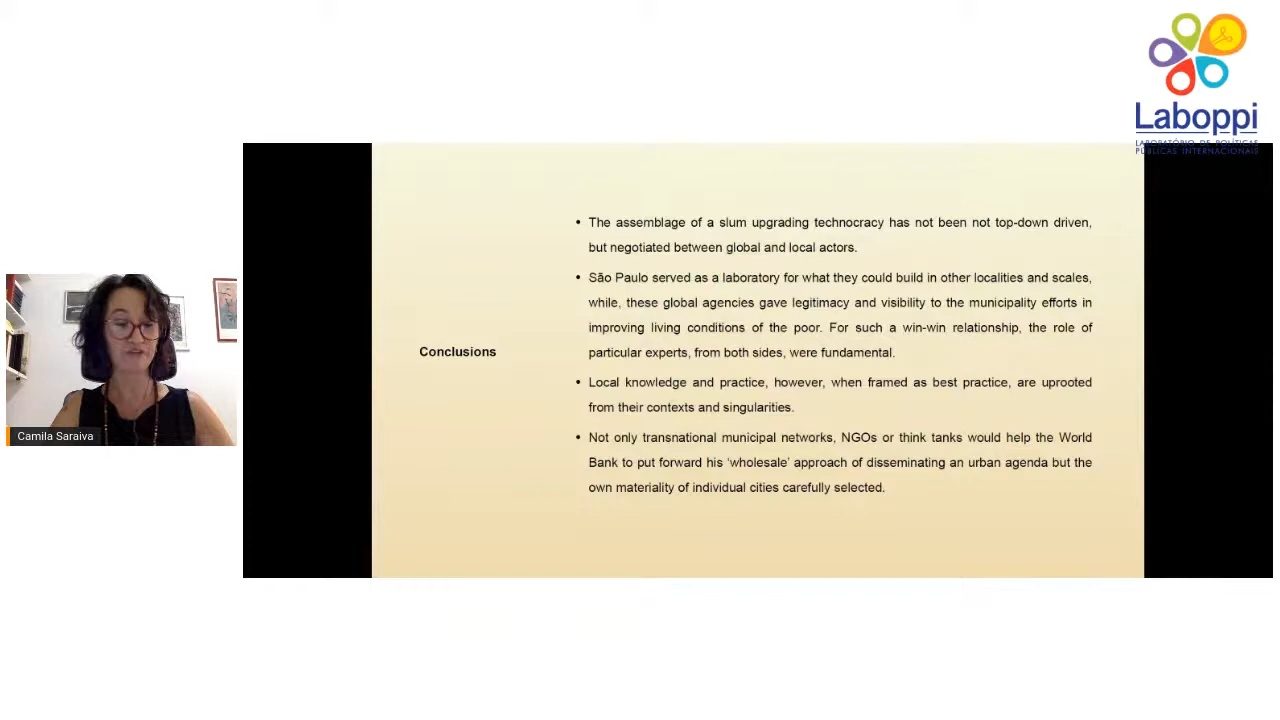 Laboppi
LABORATÓRIO DE POLÍTICAS
PÚBLICAS INTERNACIONAIS
Conclusions
• The assemblage of a slum upgrading technocracy has not been not top-down driven,
but negotiated between global and local actors.
• São Paulo served as a laboratory for what they could build in other localities and scales,
while, these global agencies gave legitimacy and visibility to the municipality efforts in
improving living conditions of the poor. For such a win-win relationship, the role of
particular experts, from both sides, were fundamental.
• Local knowledge and practice, however, when framed as best practice, are uprooted
from their contexts and singularities.
• Not only transnational municipal networks, NGOs or think tanks would help the World
Bank to put forward his ‘wholesale’ approach of disseminating an urban agenda but the
own materiality of individual cities carefully selected.
Camila Saraiva